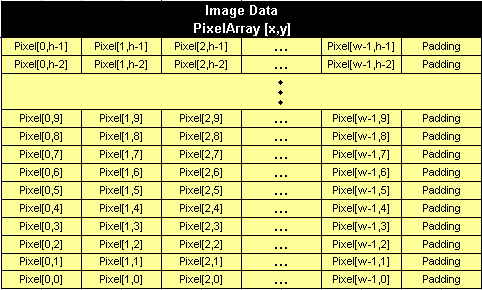 Image Data
PixelArray [x,y]
Pixel[0,h-1] Pixel[1,h-1] Pixel[2,h-1] ... Pixel[w-1,h-1] Padding
Pixel[0,h-2] Pixel[1,h-2] Pixel[2,h-2] ... Pixel[w-1,h-2] Padding
Pixel[0,9] Pixel[1,9] Pixel[2,9] ... Pixel[w-1,9] Padding
Pixel[0,8] Pixel[1,8] Pixel[2,8] ... Pixel[w-1,8] Padding
Pixel[0,7] Pixel[1,7] Pixel[2,7] ... Pixel[w-1,7] Padding
Pixel[0,6] Pixel[1,6] Pixel[2,6] ... Pixel[w-1,6] Padding
Pixel[0,5] Pixel[1,5] Pixel[2,5] ... Pixel[w-1,5] Padding
Pixel[0,4] Pixel[1,4] Pixel[2,4] ... Pixel[w-1,4] Padding
Pixel[0,3] Pixel[1,3] Pixel[2,3] ... Pixel[w-1,3] Padding
Pixel[0,2] Pixel[1,2] Pixel[2,2] ... Pixel[w-1,2] Padding
Pixel[0,1] Pixel[1,1] Pixel[2,1] ... Pixel[w-1,1] Padding
Pixel[0,0] Pixel[1,0] Pixel[2,0] ... Pixel[w-1,0] Padding